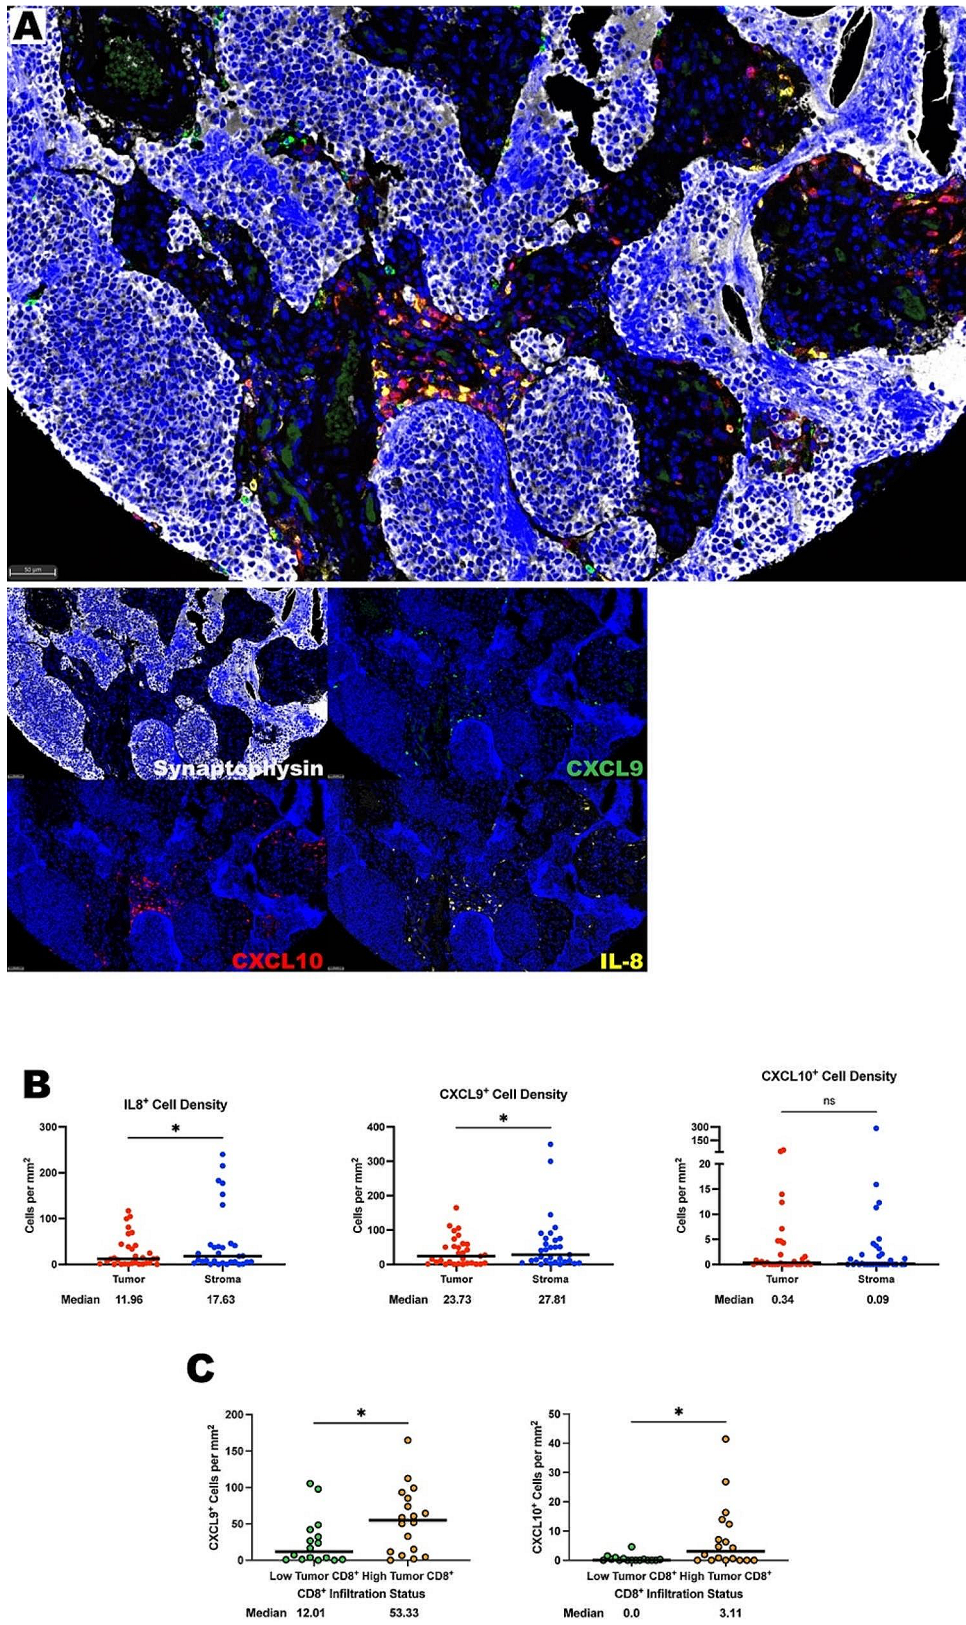 A
50 µm
Synaptophysin
CXCL9
CXCL10
IL-8
B
IL8+ Cell Density
*
Cells per mm2
300
200
100
0
Tumor
Stroma
Median 11.96 17.63
CXCL9+ Cell Density
*
Cells per mm2
400
300
200
100
0
Tumor
Stroma
Median 23.73 27.81
CXCL10+ Cell Density
ns
Cells per mm2
300
150
20
15
10
5
0
Tumor
Stroma
Median 0.34 0.09
C
*
CXCL9+ Cells per mm2
200
150
100
50
0
Low Tumor CD8+ High Tumor CD8+
CD8+ Infiltration Status
Median 12.01 53.33
*
CXCL10+ Cells per mm2
50
40
30
20
10
0
Low Tumor CD8+ High Tumor CD8+
CD8+ Infiltration Status
Median 0.0 3.11